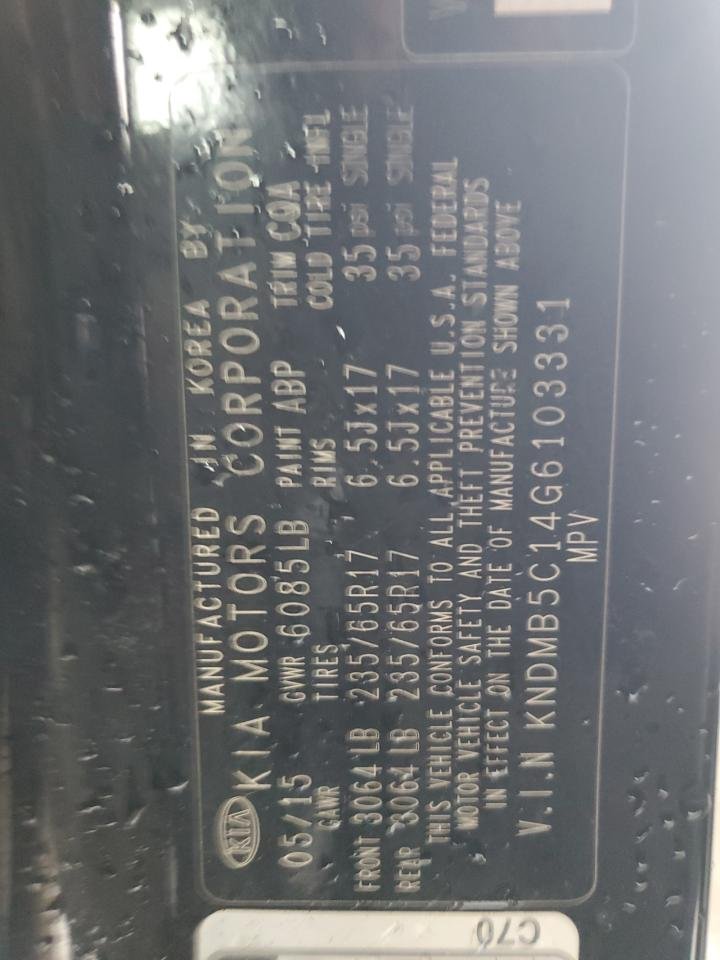 MANUFACTURED IN KOREA BY
KIA KIA MOTORS CORPORATION
05/15 GVWR 6085LB PAINT ABP TRIM CQA
GAWR TIRES RIMS COLD TIRE INFL
FRONT 3064 LB 235/65R17 6.5Jx17 35 psi SINGLE
REAR 3064 LB 235/65R17 6.5Jx17 35 psi SINGLE
THIS VEHICLE CONFORMS TO ALL APPLICABLE U.S.A. FEDERAL
MOTOR VEHICLE SAFETY AND THEFT PREVENTION STANDARDS
IN EFFECT ON THE DATE OF MANUFACTURE SHOWN ABOVE
V.I.N KNDMB5C14G6103331
MPV
C70